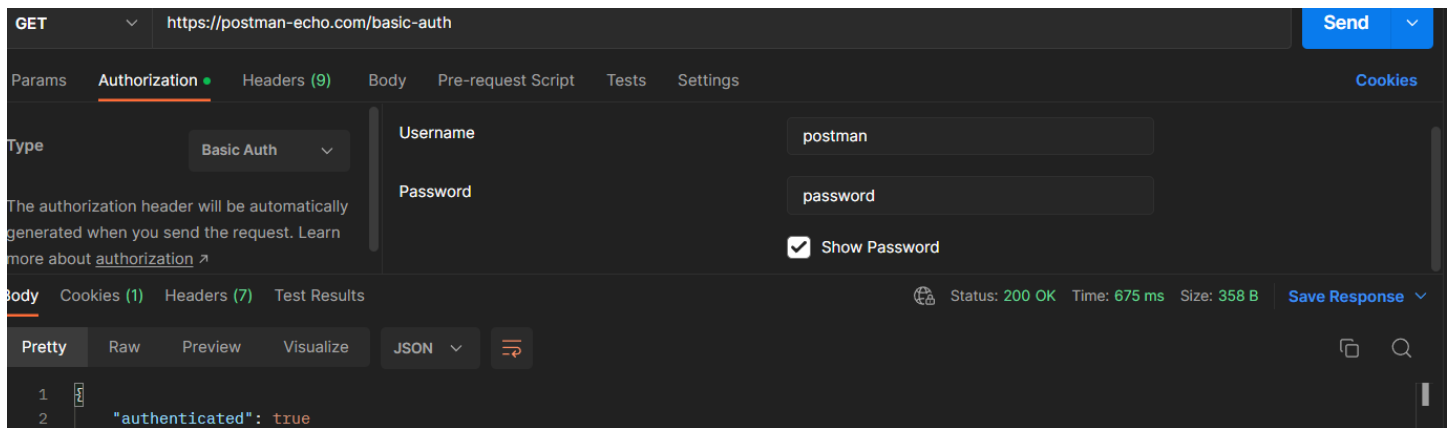 GET https://postman-echo.com/basic-auth Send
Params Authorization Headers (9) Body Pre-request Script Tests Settings Cookies
Type Basic Auth
The authorization header will be automatically
generated when you send the request. Learn
more about authorization ↗
Username postman
Password password
Show Password
Body Cookies (1) Headers (7) Test Results Status: 200 OK Time: 675 ms Size: 358 B Save Response
Pretty Raw Preview Visualize JSON
1 {
2 "authenticated": true